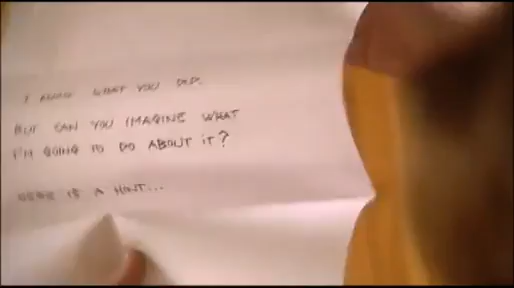 I KNOW WHAT YOU DID.
BUT CAN YOU IMAGINE WHAT
I'M GOING TO DO ABOUT iT?
HERE IS A HINT...